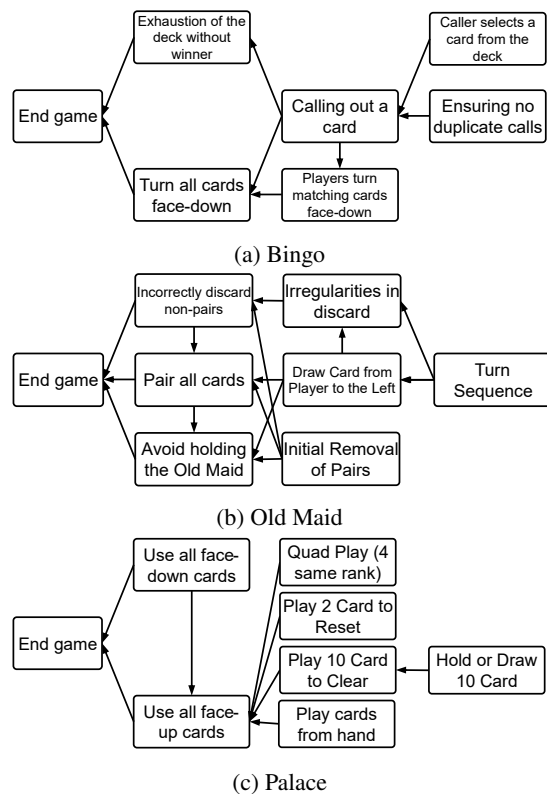 Exhaustion of the
deck without
winner
Caller selects a
card from the
deck
End game
Calling out a
card
Ensuring no
duplicate calls
Turn all cards
face-down
Players turn
matching cards
face-down
(a) Bingo
Incorrectly discard
non-pairs
Irregularities in
discard
End game
Pair all cards
Draw Card from
Player to the Left
Turn
Sequence
Avoid holding
the Old Maid
Initial Removal
of Pairs
(b) Old Maid
Use all face-
down cards
Quad Play (4
same rank)
Play 2 Card to
Reset
End game
Play 10 Card
to Clear
Hold or Draw
10 Card
Use all face-
up cards
Play cards
from hand
(c) Palace